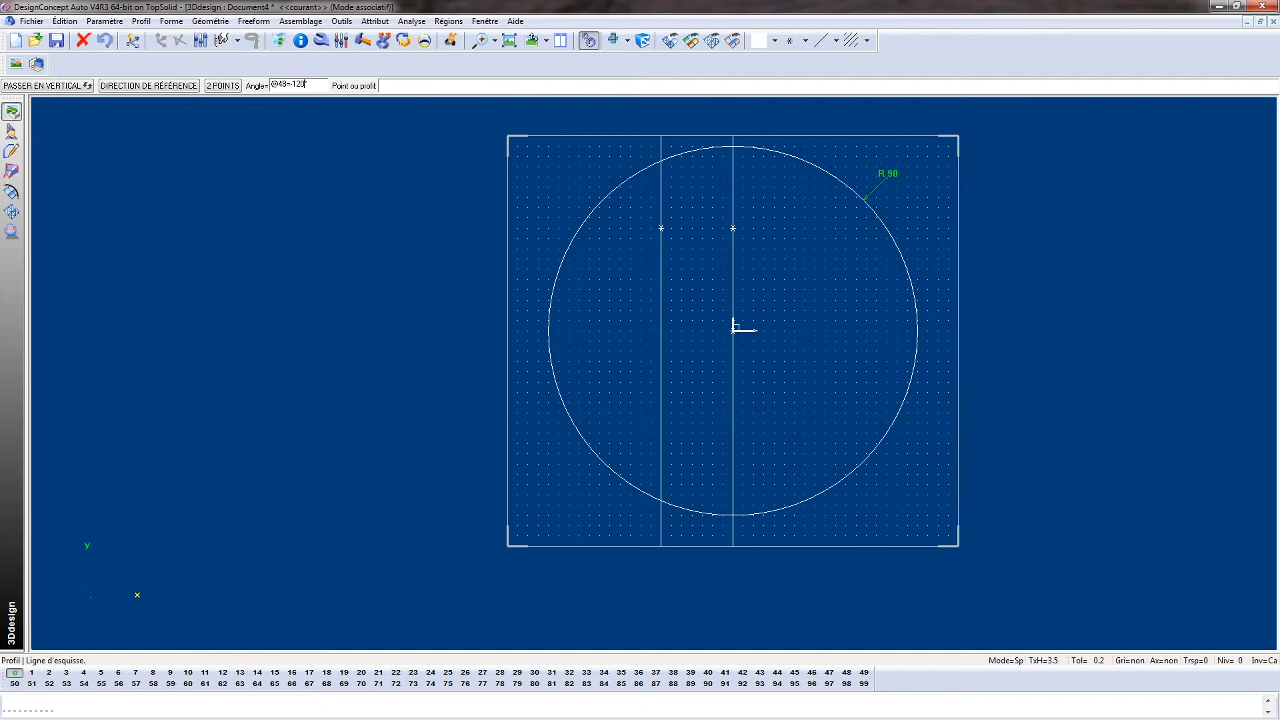 DesignConcept Auto V4R3 64-bit on TopSolid - [3Ddesign : Document4 * <<courant>> (Mode associatif)]
Fichier Édition Paramètre Profil Forme Géométrie Freeform Assemblage Outils Attribut Analyse Régions Fenêtre Aide
PASSER EN VERTICAL DIRECTION DE RÉFÉRENCE 2 POINTS Angle= @48=-120° Point ou profil
R 90
y
x
3Ddesign
Profil | Ligne d'esquisse. Mode=Sp TxH=3.5 Tol= 0.2 Gri=non Ax=non Trsp=0 Niv= 0 Inv=Ca
0 1 2 3 4 5 6 7 8 9 10 11 12 13 14 15 16 17 18 19 20 21 22 23 24 25 26 27 28 29 30 31 32 33 34 35 36 37 38 39 40 41 42 43 44 45 46 47 48 49
50 51 52 53 54 55 56 57 58 59 60 61 62 63 64 65 66 67 68 69 70 71 72 73 74 75 76 77 78 79 80 81 82 83 84 85 86 87 88 89 90 91 92 93 94 95 96 97 98 99
----------